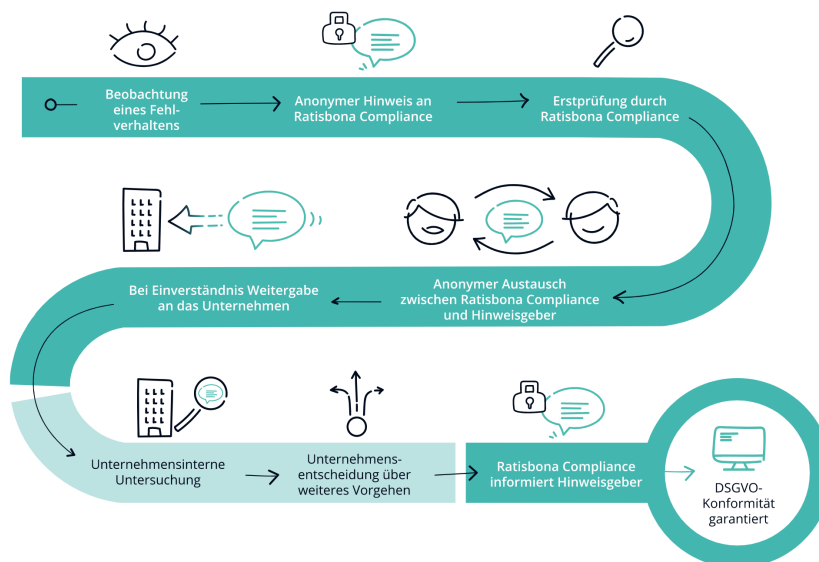 Beobachtung
eines Fehl-
verhaltens
Anonymer Hinweis an
Ratisbona Compliance
Erstprüfung durch
Ratisbona Compliance
Anonymer Austausch
zwischen Ratisbona Compliance
und Hinweisgeber
Bei Einverständnis Weitergabe
an das Unternehmen
Unternehmensinterne
Untersuchung
Unternehmens-
entscheidung über
weiteres Vorgehen
Ratisbona Compliance
informiert Hinweisgeber
DSGVO-
Konformität
garantiert